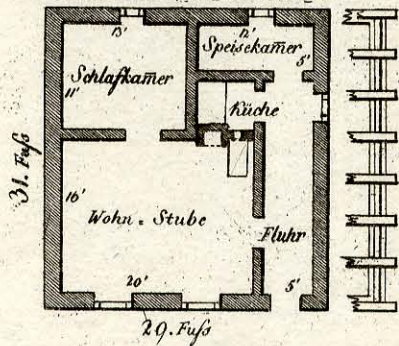 13'
12'
Speisekamer
5'
Schlafkamer
11'
Küche
31. Fuſs
16'
Wohn. Stube
Fluhr
20'
5'
29. Fuſs